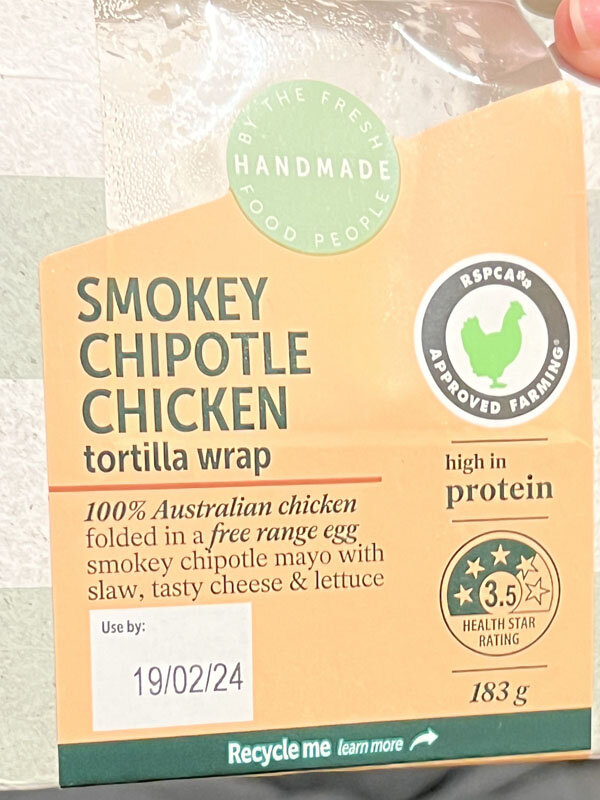 BY THE FRESH
HANDMADE
FOOD PEOPLE
SMOKEY
CHIPOTLE
CHICKEN
tortilla wrap
100% Australian chicken
folded in a free range egg
smokey chipotle mayo with
slaw, tasty cheese & lettuce
Use by:
19/02/24
RSPCA
APPROVED FARMING®
high in
protein
3.5
HEALTH STAR
RATING
183 g
Recycle me learn more